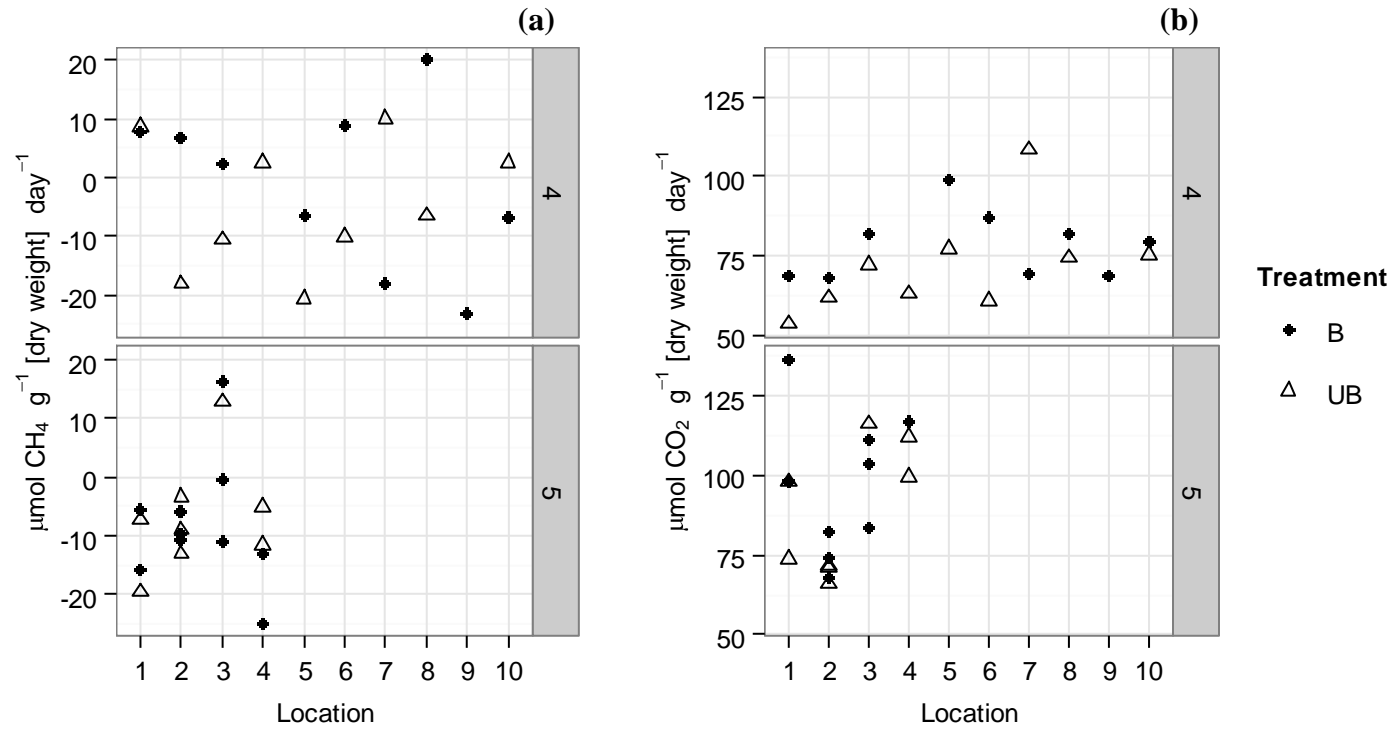 (a)
(b)
μmol CH₄ g⁻¹ [dry weight] day⁻¹
20
10
0
-10
-20
4
20
10
0
-10
-20
5
1 2 3 4 5 6 7 8 9 10
Location
μmol CO₂ g⁻¹ [dry weight] day⁻¹
125
100
75
50
4
125
100
75
50
5
1 2 3 4 5 6 7 8 9 10
Location
Treatment
B
UB